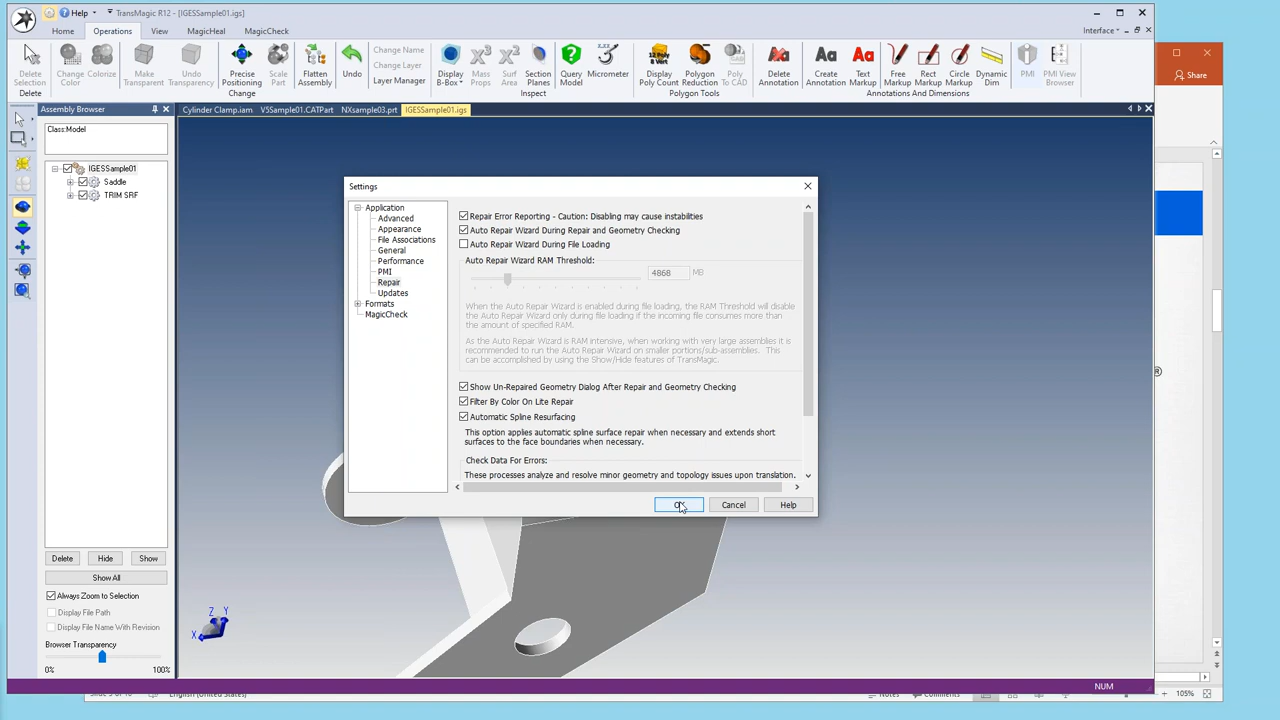 Help TransMagic R12 - [IGESSample01.igs]
Home Operations View MagicHeal MagicCheck Interface
Delete Selection
Change Color
Colorize
Make Transparent
Undo Transparency
Precise Positioning
Scale Part
Flatten Assembly
Undo
Change Name
Change Layer
Layer Manager
Display B-Box
Mass Props
Surf Area
Section Planes
Query Model
Micrometer
Display Poly Count
Polygon Reduction
Poly To CAD
Delete Annotation
Create Annotation
Text Markup
Free Markup
Rect Markup
Circle Markup
Dynamic Dim
PMI
PMI View Browser
Share
Delete Change Inspect Polygon Tools Annotations And Dimensions
Assembly Browser
Cylinder Clamp.iam V5Sample01.CATPart NXsample03.prt IGESSample01.igs
Class:Model
IGESSample01
Saddle
TRIM SRF
Settings
Application
Advanced
Appearance
File Associations
General
Performance
PMI
Repair
Updates
Formats
MagicCheck
Repair Error Reporting - Caution: Disabling may cause instabilities
Auto Repair Wizard During Repair and Geometry Checking
Auto Repair Wizard During File Loading
Auto Repair Wizard RAM Threshold:
4868 MB
When the Auto Repair Wizard is enabled during file loading, the RAM Threshold will disable
the Auto Repair Wizard only during file loading if the incoming file consumes more than
the amount of specified RAM.
As the Auto Repair Wizard is RAM intensive, when working with very large assemblies it is
recommended to run the Auto Repair Wizard on smaller portions/sub-assemblies. This
can be accomplished by using the Show/Hide features of TransMagic.
Show Un-Repaired Geometry Dialog After Repair and Geometry Checking
Filter By Color On Lite Repair
Automatic Spline Resurfacing
This option applies automatic spline surface repair when necessary and extends short
surfaces to the face boundaries when necessary.
Check Data For Errors:
These processes analyze and resolve minor geometry and topology issues upon translation.
OK Cancel Help
®
Delete Hide Show
Show All
Always Zoom to Selection
Display File Path
Display File Name With Revision
Browser Transparency
0% 100%
Z Y
X
NUM
English (United States) Notes Comments 105%